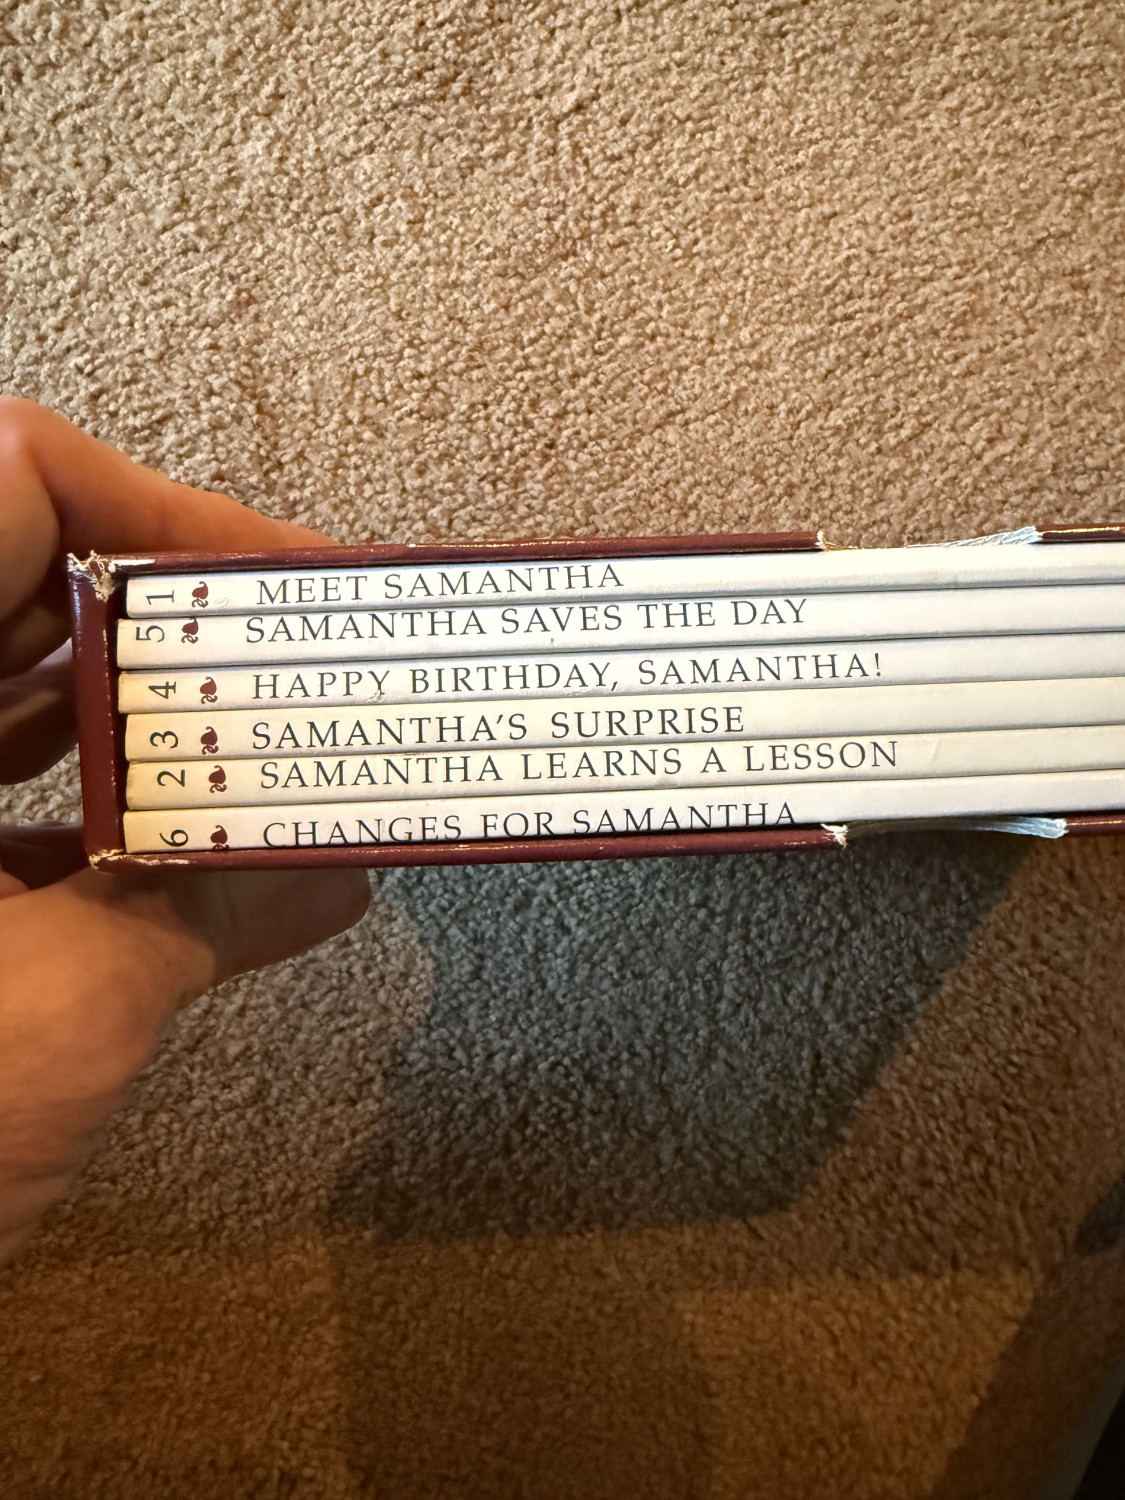 1 MEET SAMANTHA
5 SAMANTHA SAVES THE DAY
4 HAPPY BIRTHDAY, SAMANTHA!
3 SAMANTHA'S SURPRISE
2 SAMANTHA LEARNS A LESSON
6 CHANGES FOR SAMANTHA